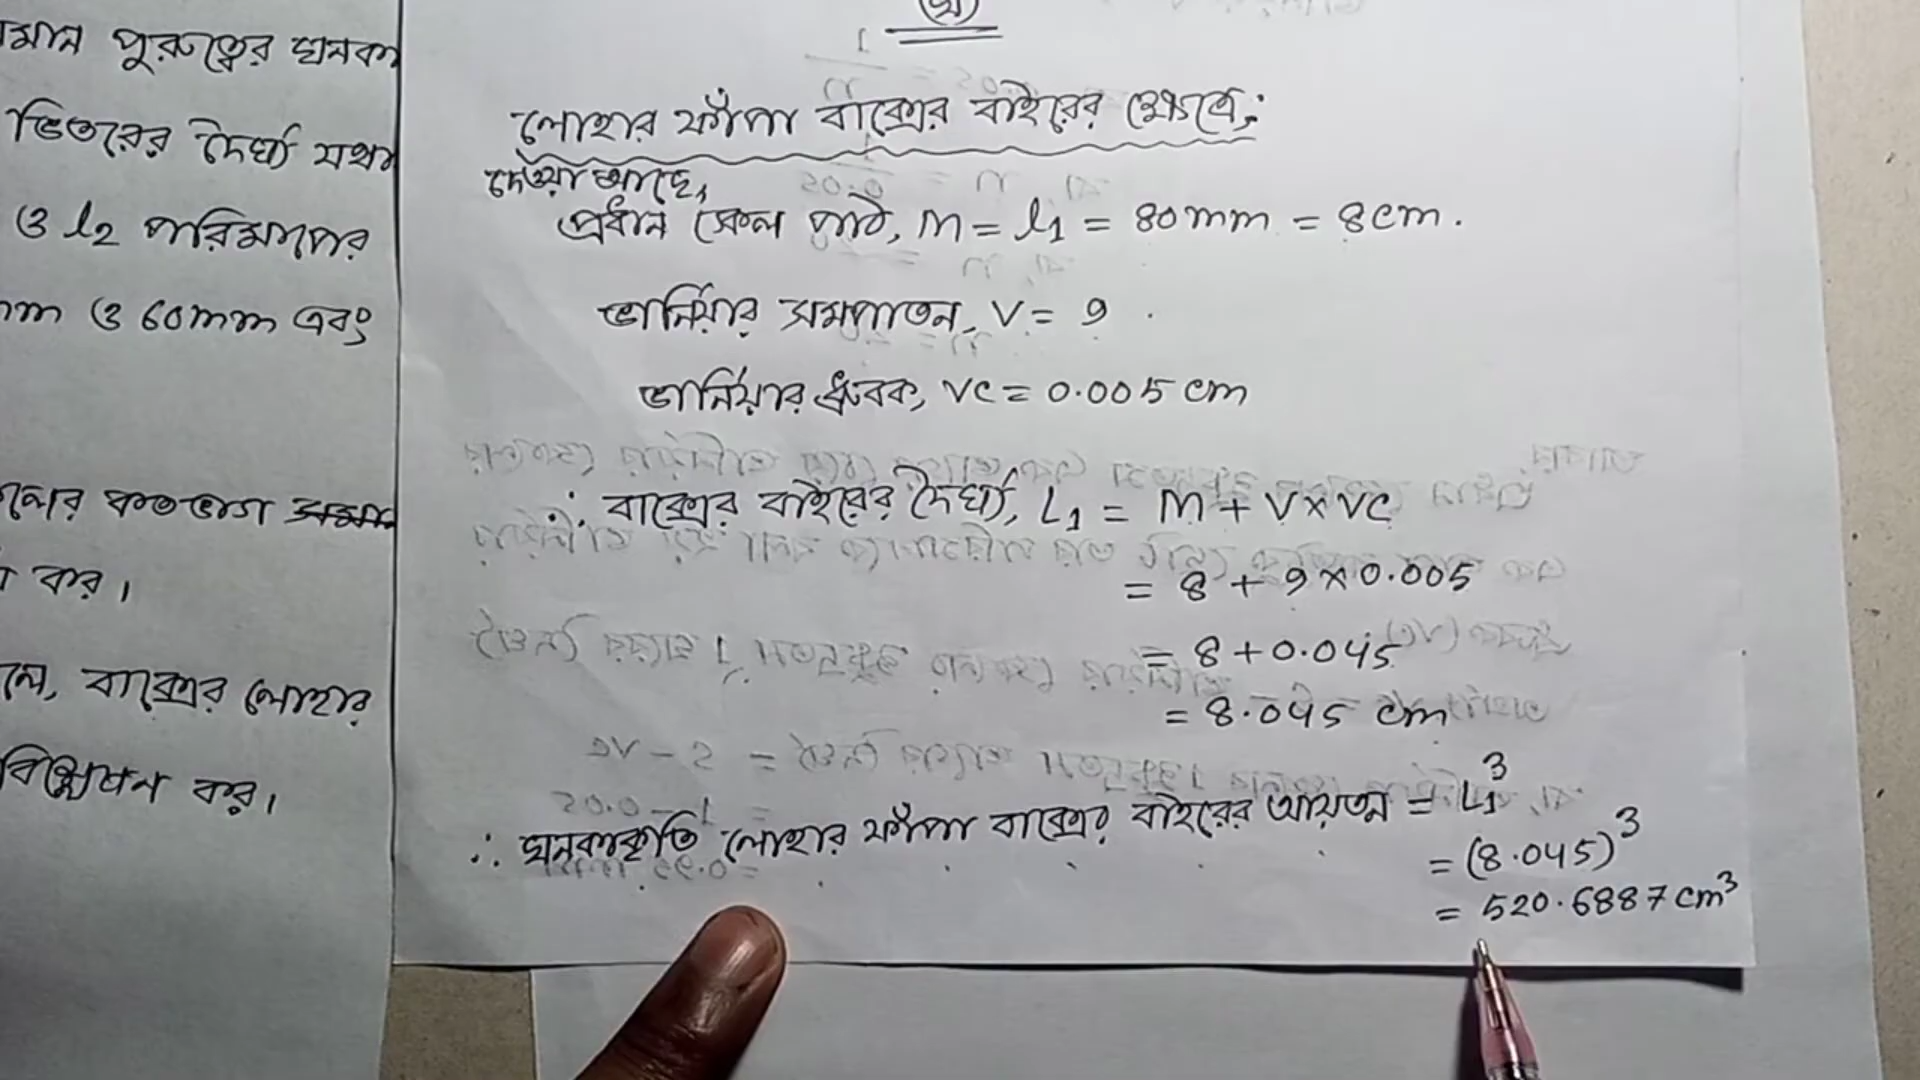 পুরুত্বের ঘনকা
ভিতরের দৈর্ঘ্য যথা
ও l2 পরিমাপের
mm ও 60mm এবং
কতভাগ
কর।
লে, বাক্সের লোহার
বিশ্লেষণ কর।
লোহার ফাঁপা বাক্সের বাইরের ক্ষেত্রে,
দেওয়া আছে,
প্রধান স্কেল পাঠ, M = l1 = 80mm = 8cm.
ভার্নিয়ার সমপাতন, V = 9
ভার্নিয়ার ধ্রুবক, VC = 0.005 cm
∴ বাক্সের বাইরের দৈর্ঘ্য, L1 = M + V × VC
= 8 + 9 × 0.005
= 8 + 0.045
= 8.045 cm
∴ ঘনকাকৃতি লোহার ফাঁপা বাক্সের বাইরের আয়তন = L1³
= (8.045)³
= 520.6887 cm³